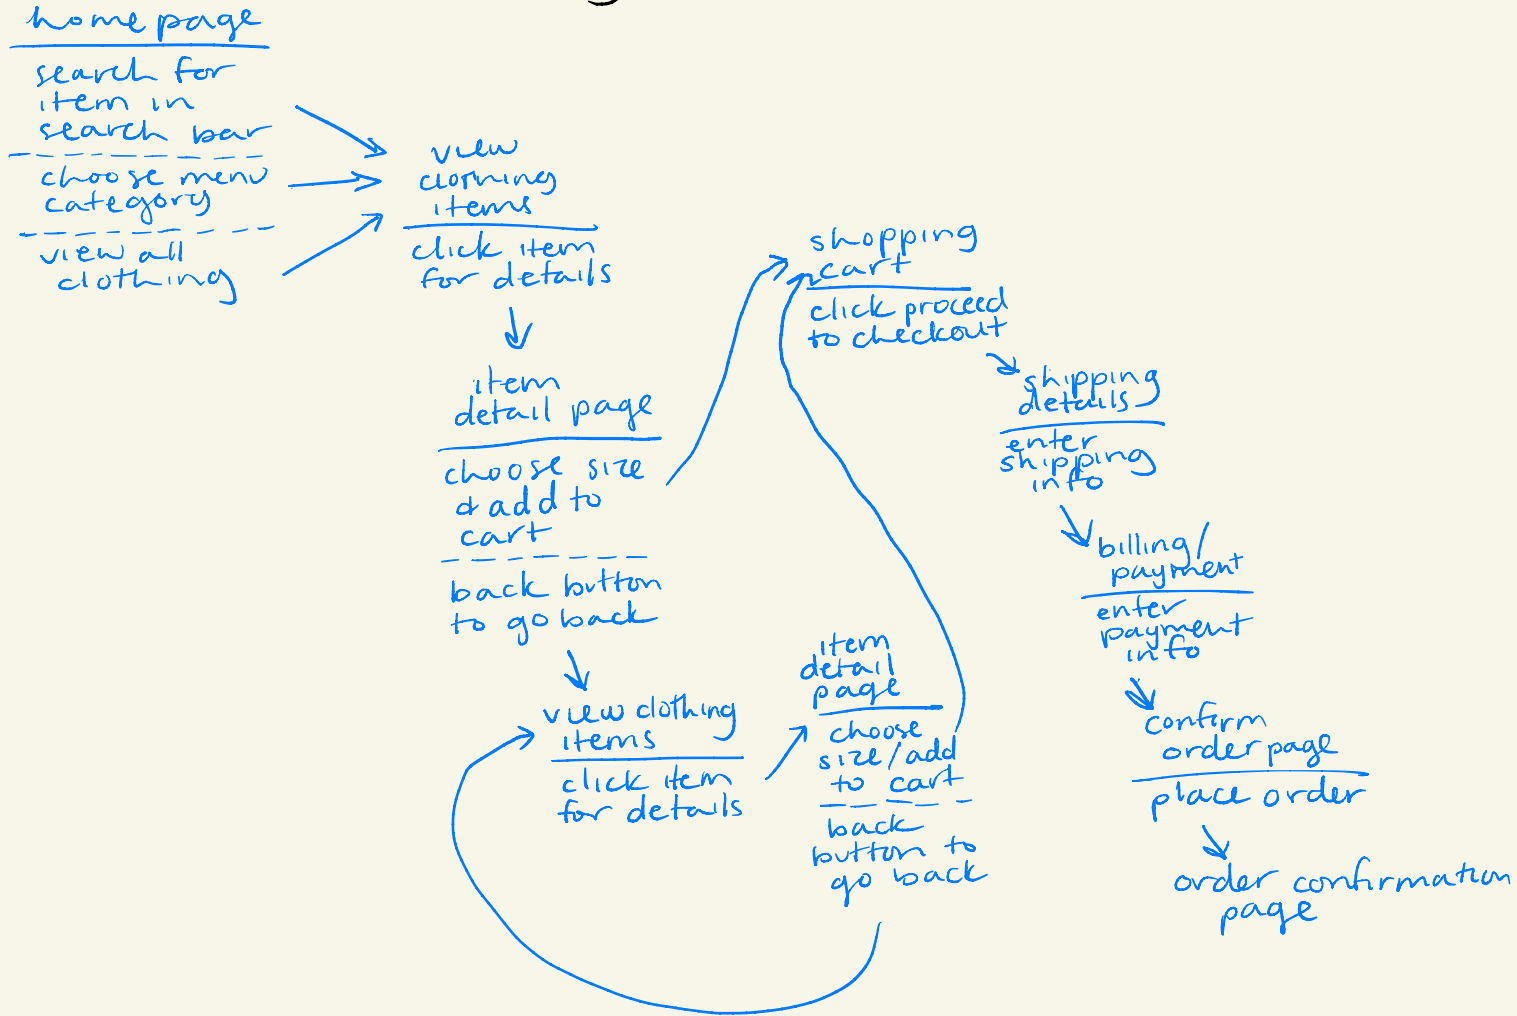 home page
search for
item in
search bar
choose menu
category
view all
clothing
view
clothing
items
click item
for details
item
detail page
choose size
& add to
cart
back button
to go back
view clothing
items
click item
for details
item
detail
page
choose
size/add
to cart
back
button to
go back
shopping
cart
click proceed
to checkout
shipping
details
enter
shipping
info
billing/
payment
enter
payment
info
confirm
order page
place order
order confirmation
page